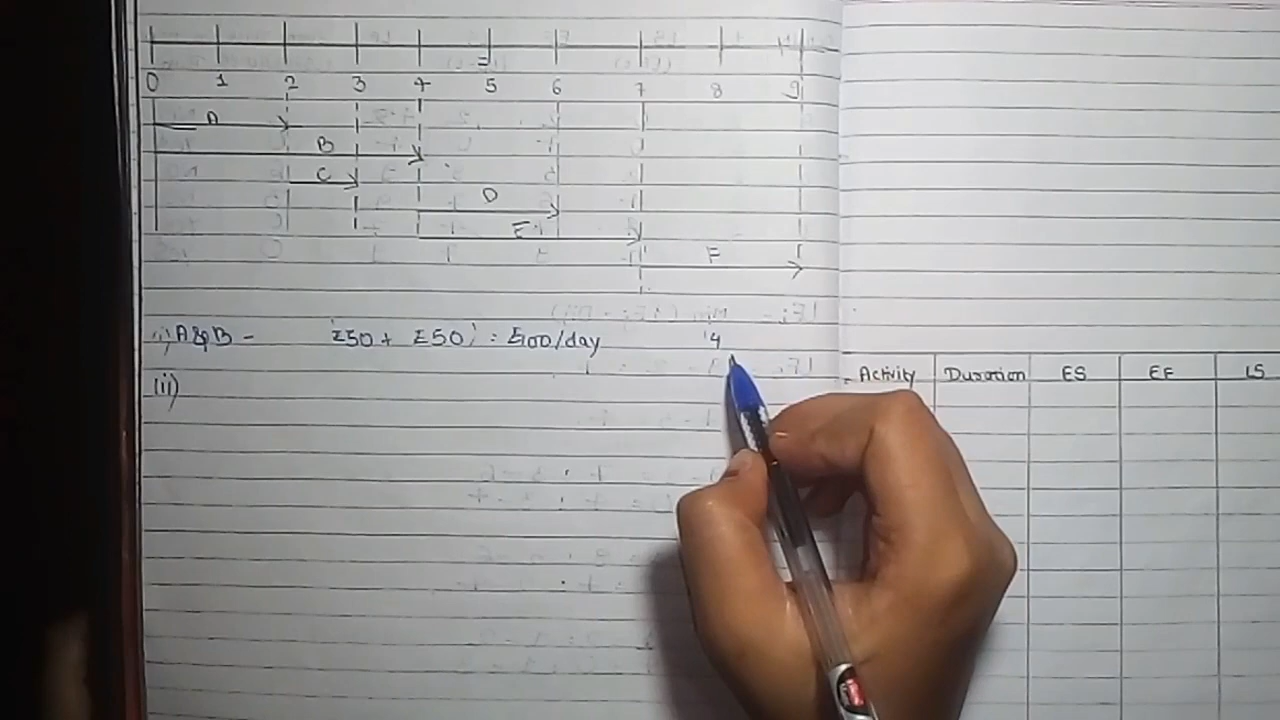 0 1 2 3 4 5 6 7 8 9
A
B
C
D
E
F
(i) A & B - £50 + £50 = £100/day 4
(ii)
Activity Duration ES EF LS